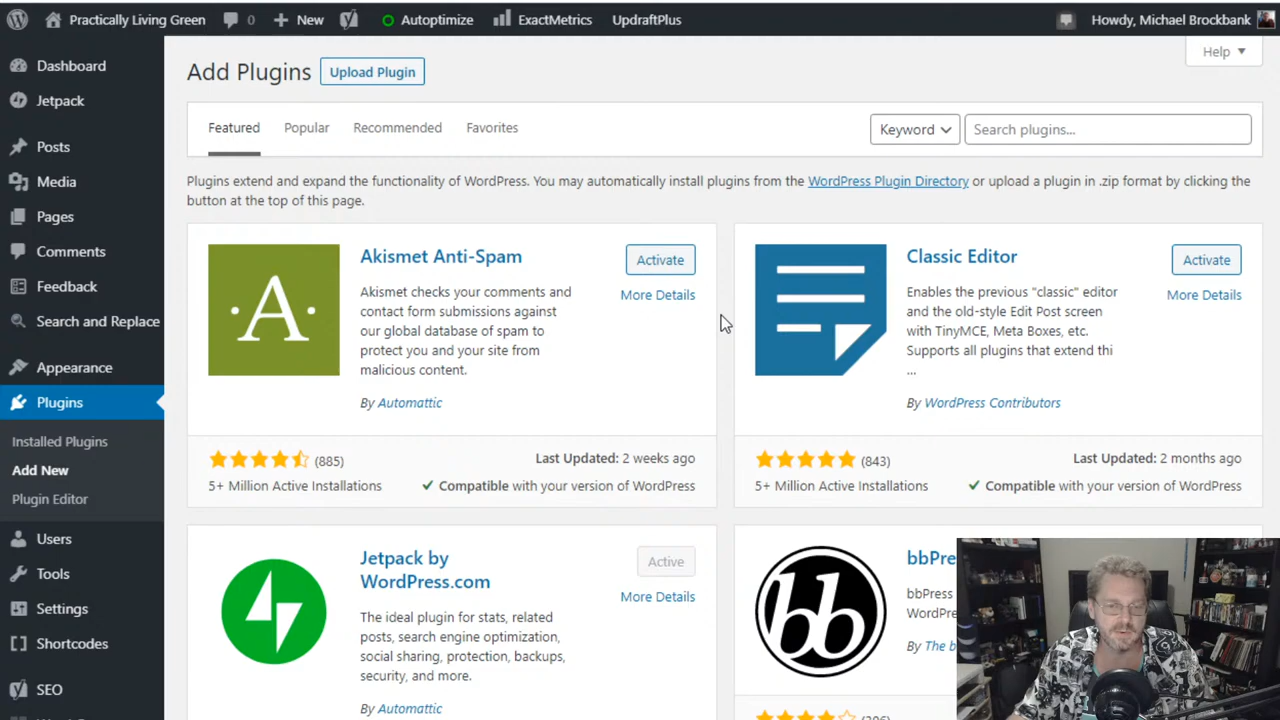 Practically Living Green 0 + New Autoptimize ExactMetrics UpdraftPlus Howdy, Michael Brockbank
Dashboard
Jetpack
Posts
Media
Pages
Comments
Feedback
Search and Replace
Appearance
Plugins
Installed Plugins
Add New
Plugin Editor
Users
Tools
Settings
Shortcodes
SEO
Help
Add Plugins Upload Plugin
Featured Popular Recommended Favorites Keyword Search plugins...
Plugins extend and expand the functionality of WordPress. You may automatically install plugins from the WordPress Plugin Directory or upload a plugin in .zip format by clicking the
button at the top of this page.
A
Akismet Anti-Spam
Activate
More Details
Akismet checks your comments and
contact form submissions against
our global database of spam to
protect you and your site from
malicious content.
By Automattic
(885) Last Updated: 2 weeks ago
5+ Million Active Installations ✓ Compatible with your version of WordPress
Classic Editor
Activate
More Details
Enables the previous "classic" editor
and the old-style Edit Post screen
with TinyMCE, Meta Boxes, etc.
Supports all plugins that extend thi
...
By WordPress Contributors
(843) Last Updated: 2 months ago
5+ Million Active Installations ✓ Compatible with your version of WordPress
Jetpack by
WordPress.com
Active
More Details
The ideal plugin for stats, related
posts, search engine optimization,
social sharing, protection, backups,
security, and more.
By Automattic
bb
bbPre
bbPress
WordPre
By The b